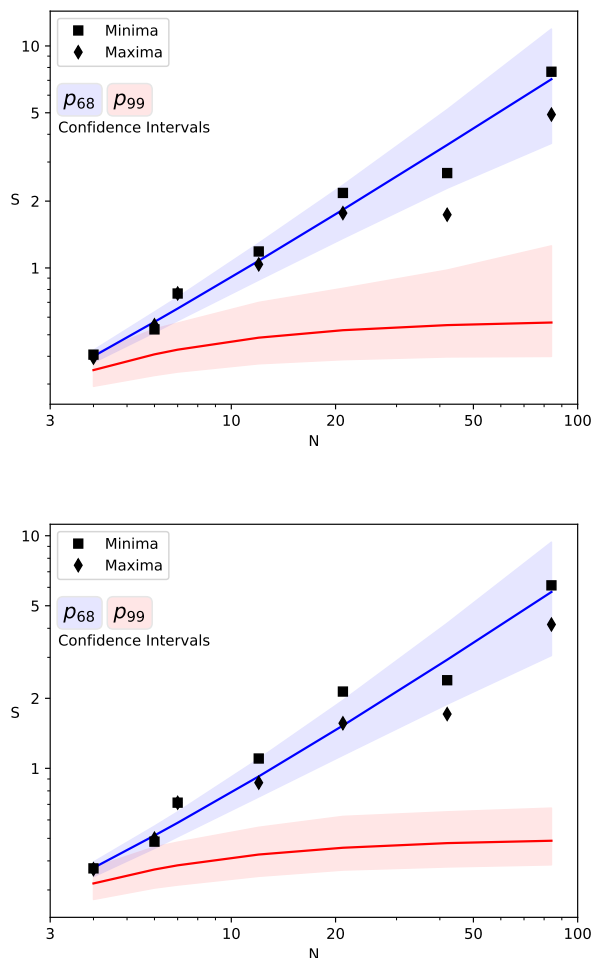 Minima
Maxima
p68 p99
Confidence Intervals
10
5
S 2
1
3 10 20 50 100
N
Minima
Maxima
p68 p99
Confidence Intervals
10
5
S 2
1
3 10 20 50 100
N